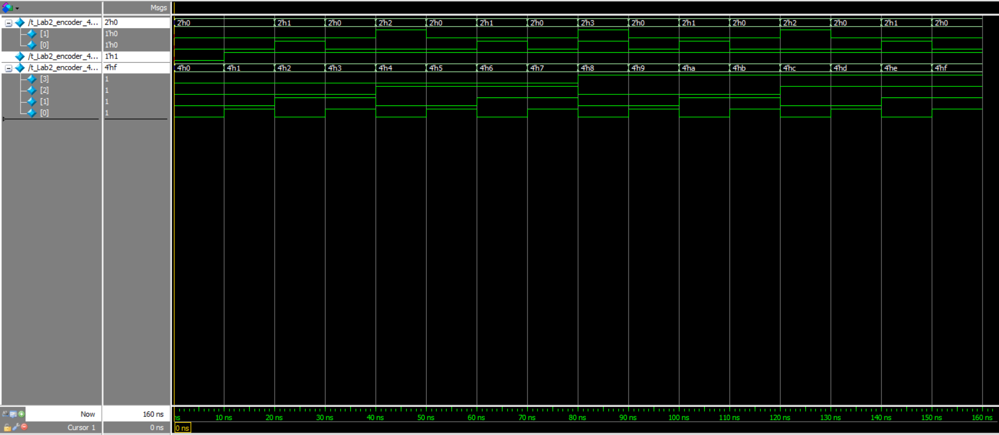 Msgs
/t_Lab2_encoder_4... 2'h0 2'h0 2'h1 2'h0 2'h2 2'h0 2'h1 2'h0 2'h3 2'h0 2'h1 2'h0 2'h2 2'h0 2'h1 2'h0
[1] 1'h0
[0] 1'h0
/t_Lab2_encoder_4... 1'h1
/t_Lab2_encoder_4... 4'hf 4'h0 4'h1 4'h2 4'h3 4'h4 4'h5 4'h6 4'h7 4'h8 4'h9 4'ha 4'hb 4'hc 4'hd 4'he 4'hf
[3] 1
[2] 1
[1] 1
[0] 1
Now 160 ns ns 10 ns 20 ns 30 ns 40 ns 50 ns 60 ns 70 ns 80 ns 90 ns 100 ns 110 ns 120 ns 130 ns 140 ns 150 ns 160 ns
Cursor 1 0 ns 0 ns